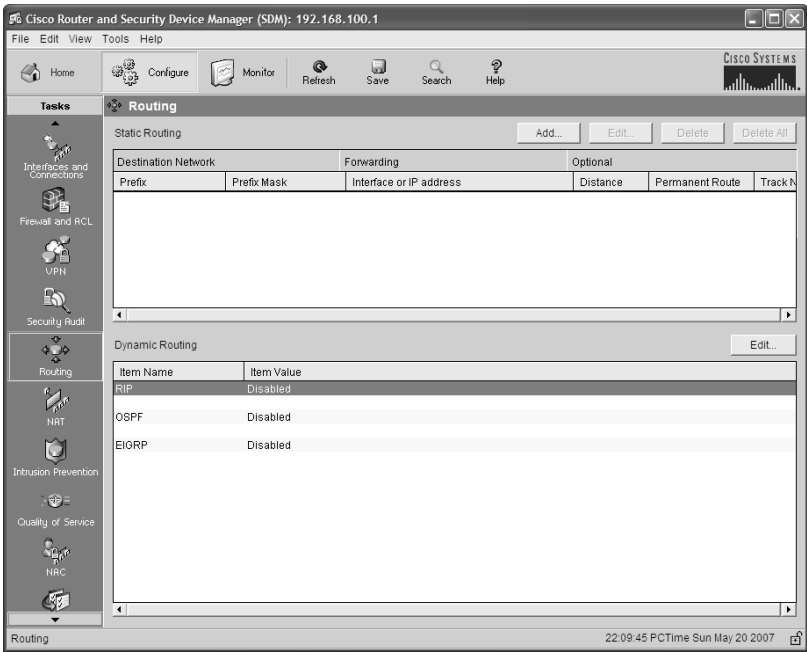 Cisco Router and Security Device Manager (SDM): 192.168.100.1
File Edit View Tools Help
Home Configure Monitor Refresh Save Search Help
CISCO SYSTEMS
Tasks
Routing
Interfaces and Connections
Firewall and ACL
VPN
Security Audit
Routing
NAT
Intrusion Prevention
Quality of Service
NAC
Static Routing Add... Edit... Delete Delete All
Destination Network Forwarding Optional
Prefix Prefix Mask Interface or IP address Distance Permanent Route Track N
Dynamic Routing Edit...
Item Name Item Value
RIP Disabled
OSPF Disabled
EIGRP Disabled
Routing 22:09:45 PCTime Sun May 20 2007